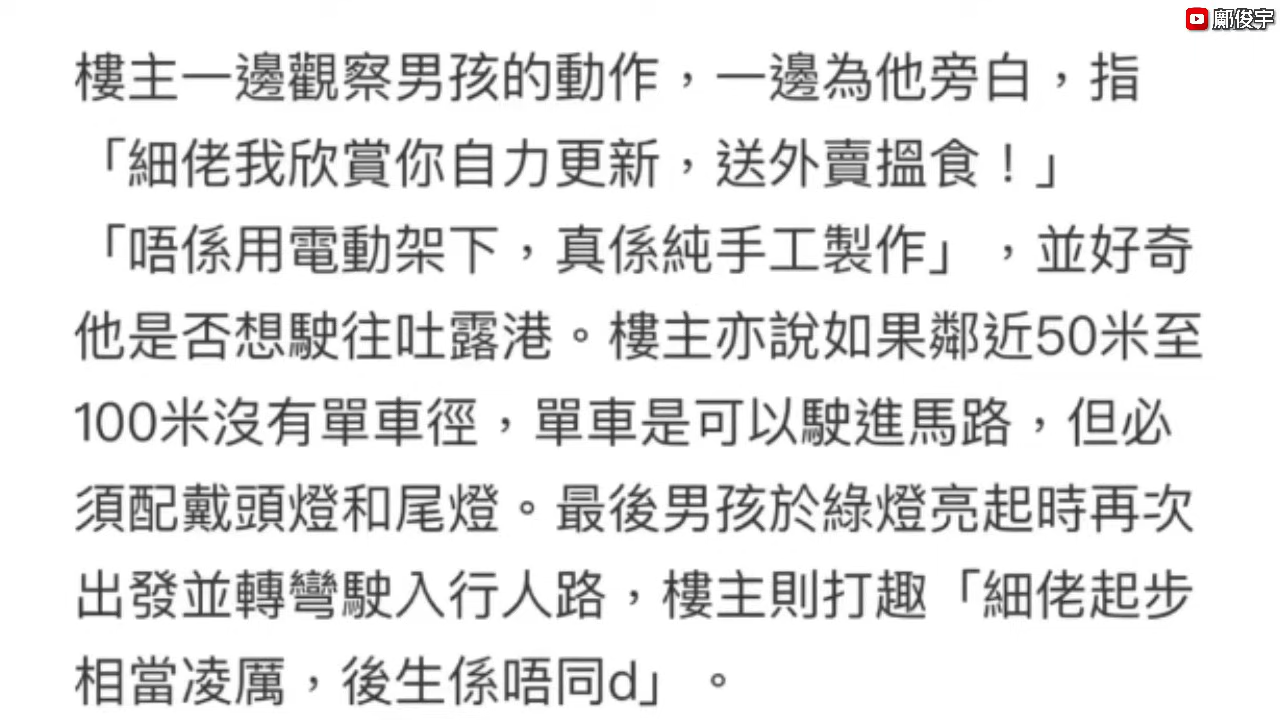 鄺俊宇
樓主一邊觀察男孩的動作，一邊為他旁白，指
「細佬我欣賞你自力更新，送外賣搵食！」
「唔係用電動架下，真係純手工製作」，並好奇
他是否想駛往吐露港。樓主亦說如果鄰近50米至
100米沒有單車徑，單車是可以駛進馬路，但必
須配戴頭燈和尾燈。最後男孩於綠燈亮起時再次
出發並轉彎駛入行人路，樓主則打趣「細佬起步
相當凌厲，後生係唔同d」。